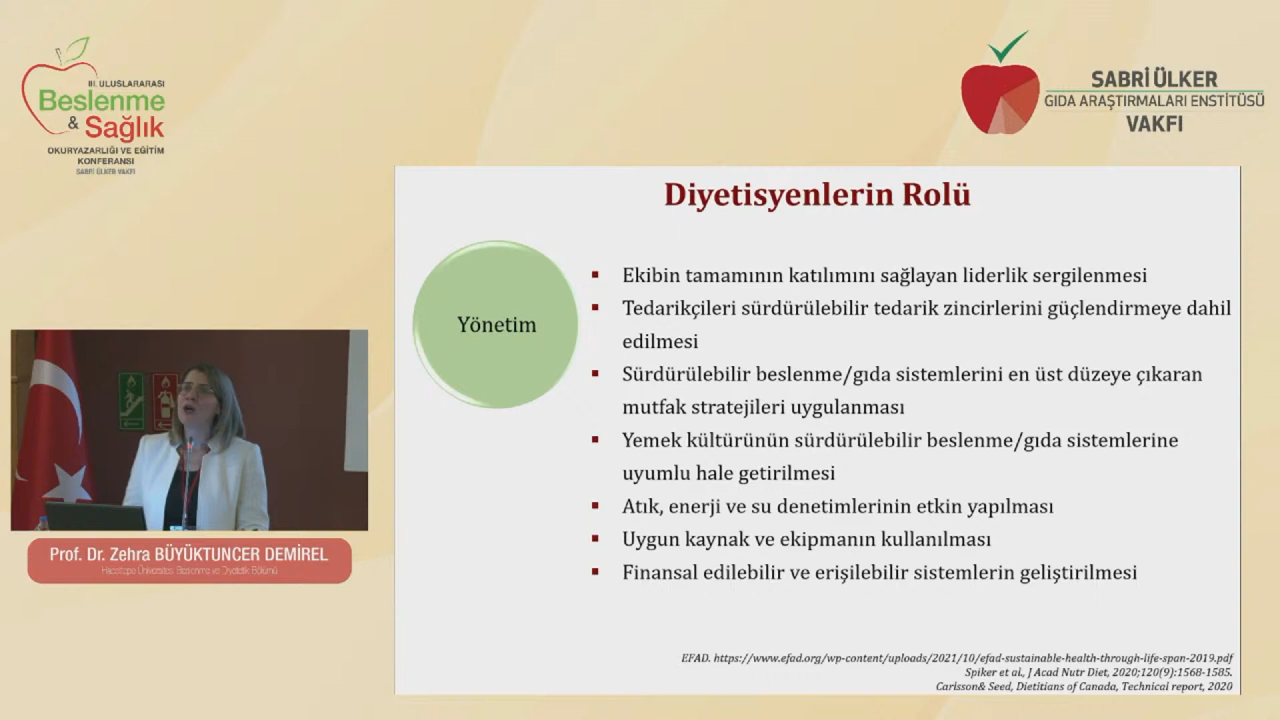 III. ULUSLARARASI
Beslenme
& Sağlık
OKURYAZARLIĞI VE EĞİTİM
KONFERANSI
SABRİ ÜLKER VAKFI
SABRİ ÜLKER
GIDA ARAŞTIRMALARI ENSTİTÜSÜ
VAKFI
Diyetisyenlerin Rolü
Yönetim
▪ Ekibin tamamının katılımını sağlayan liderlik sergilenmesi
▪ Tedarikçileri sürdürülebilir tedarik zincirlerini güçlendirmeye dahil
edilmesi
▪ Sürdürülebilir beslenme/gıda sistemlerini en üst düzeye çıkaran
mutfak stratejileri uygulanması
▪ Yemek kültürünün sürdürülebilir beslenme/gıda sistemlerine
uyumlu hale getirilmesi
▪ Atık, enerji ve su denetimlerinin etkin yapılması
▪ Uygun kaynak ve ekipmanın kullanılması
▪ Finansal edilebilir ve erişilebilir sistemlerin geliştirilmesi
Prof. Dr. Zehra BÜYÜKTUNCER DEMİREL
Hacettepe Üniversitesi Beslenme ve Diyetetik Bölümü
EFAD. https://www.efad.org/wp-content/uploads/2021/10/efad-sustainable-health-through-life-span-2019.pdf
Spiker et al., J Acad Nutr Diet, 2020;120(9):1568-1585.
Carlsson& Seed, Dietitians of Canada, Technical report, 2020